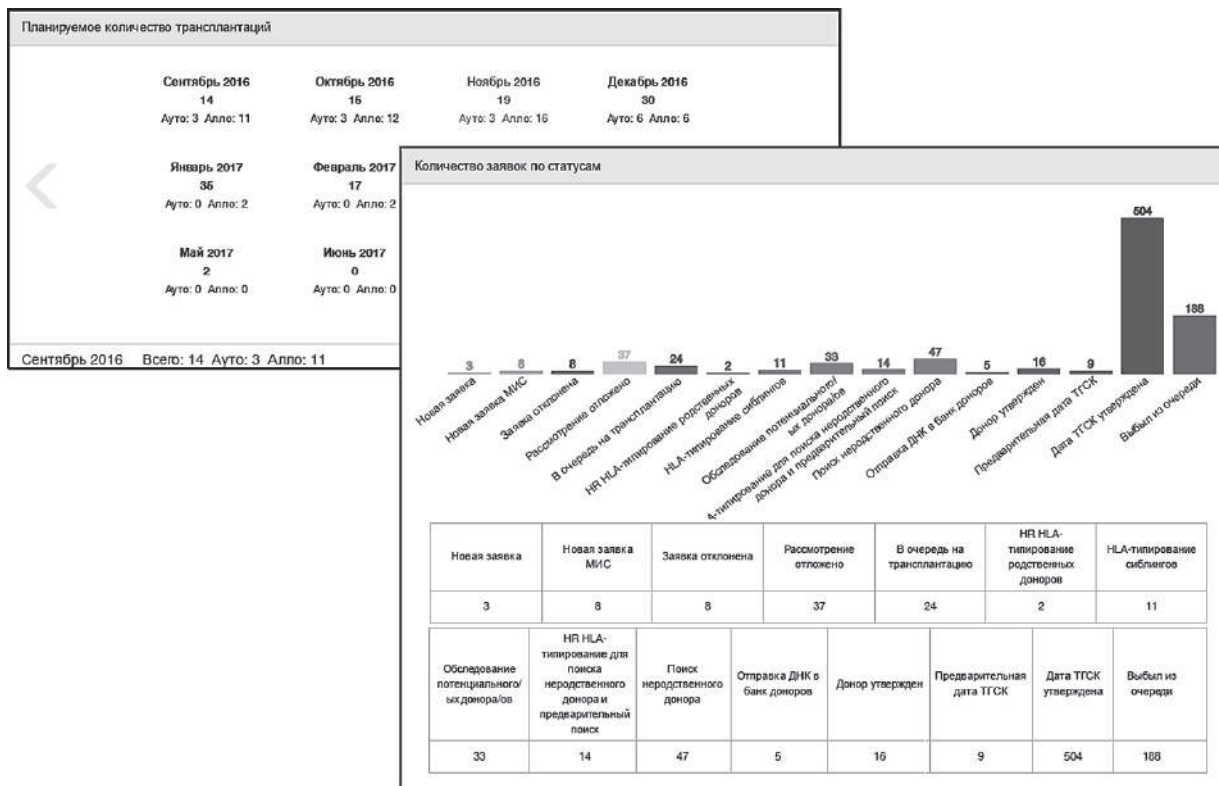 Планируемое количество трансплантаций
Сентябрь 2016 Октябрь 2016 Ноябрь 2016 Декабрь 2016
14 15 19 30
Ауто: 3 Алло: 11 Ауто: 3 Алло: 12 Ауто: 3 Алло: 16 Ауто: 6 Алло: 6
Январь 2017 Февраль 2017
35 17
Ауто: 0 Алло: 2 Ауто: 0 Алло: 2
Май 2017 Июнь 2017
2 0
Ауто: 0 Алло: 0 Ауто: 0 Алло: 0
Сентябрь 2016 Всего: 14 Ауто: 3 Алло: 11
Количество заявок по статусам
3 8 8 37 24 2 11 33 14 47 5 16 9 504 188
Новая заявка
Новая заявка МИС
Заявка отклонена
Рассмотрение отложено
В очередь на трансплантацию
HR HLA-типирование родственных
доноров
HLA-типирование сиблингов
Обследование потенциального/
ых донора/ов
А-типирование для поиска неродственного
донора и предварительный поиск
Поиск неродственного донора
Отправка ДНК в банк доноров
Донор утвержден
Предварительная дата ТГСК
Дата ТГСК утверждена
Выбыл из очереди
Новая заявка
Новая заявка
МИС
Заявка отклонена
Рассмотрение
отложено
В очередь на
трансплантацию
HR HLA-
типирование
родственных
доноров
HLA-типирование
сиблингов
3 8 8 37 24 2 11
Обследование
потенциального/
ых донора/ов
HR HLA-
типирование для
поиска
неродственного
донора и
предварительный
поиск
Поиск
неродственного
донора
Отправка ДНК в
банк доноров
Донор утвержден
Предварительная
дата ТГСК
Дата ТГСК
утверждена
Выбыл из
очереди
33 14 47 5 16 9 504 188